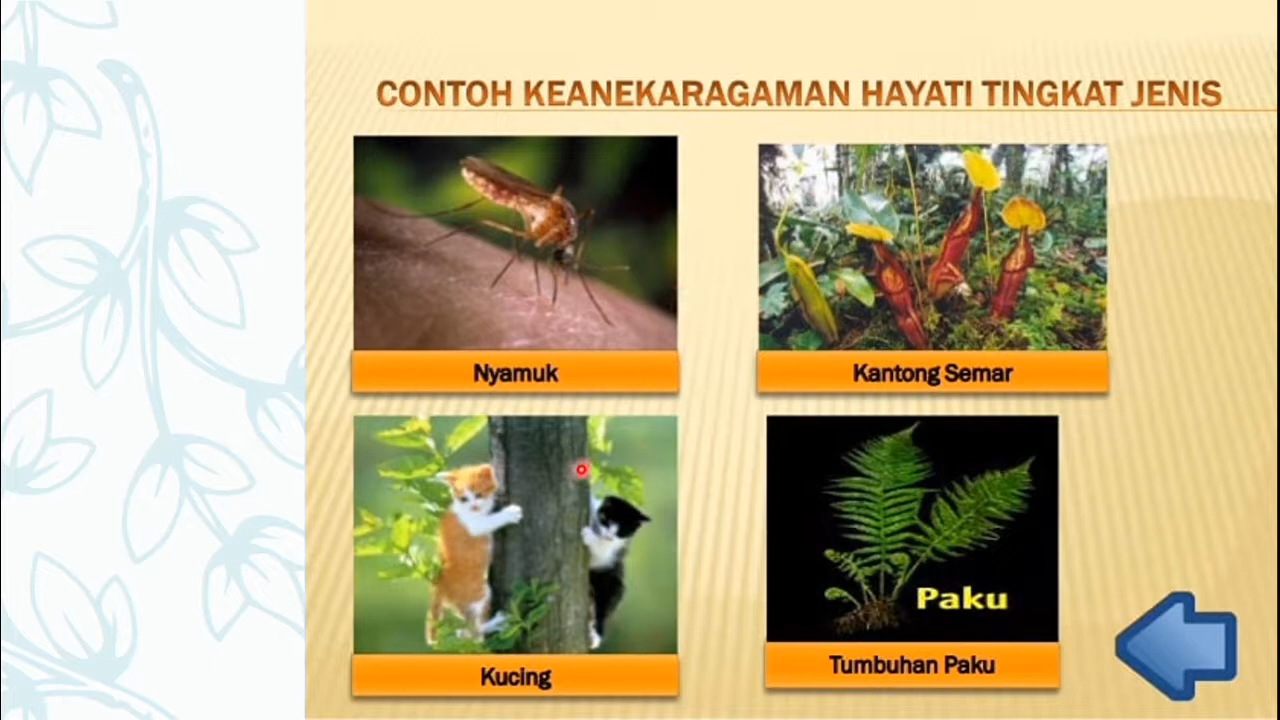 CONTOH KEANEKARAGAMAN HAYATI TINGKAT JENIS
Nyamuk
Kantong Semar
Kucing
Paku
Tumbuhan Paku